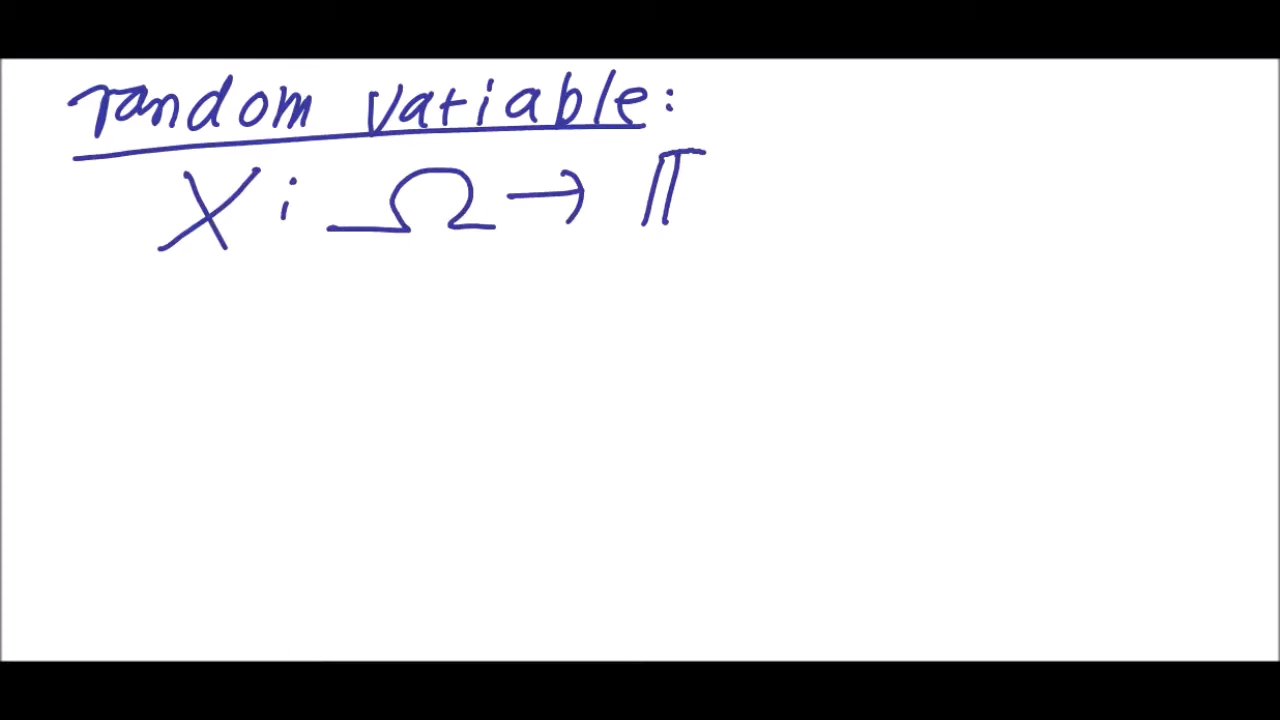 random variable:
X : Ω →